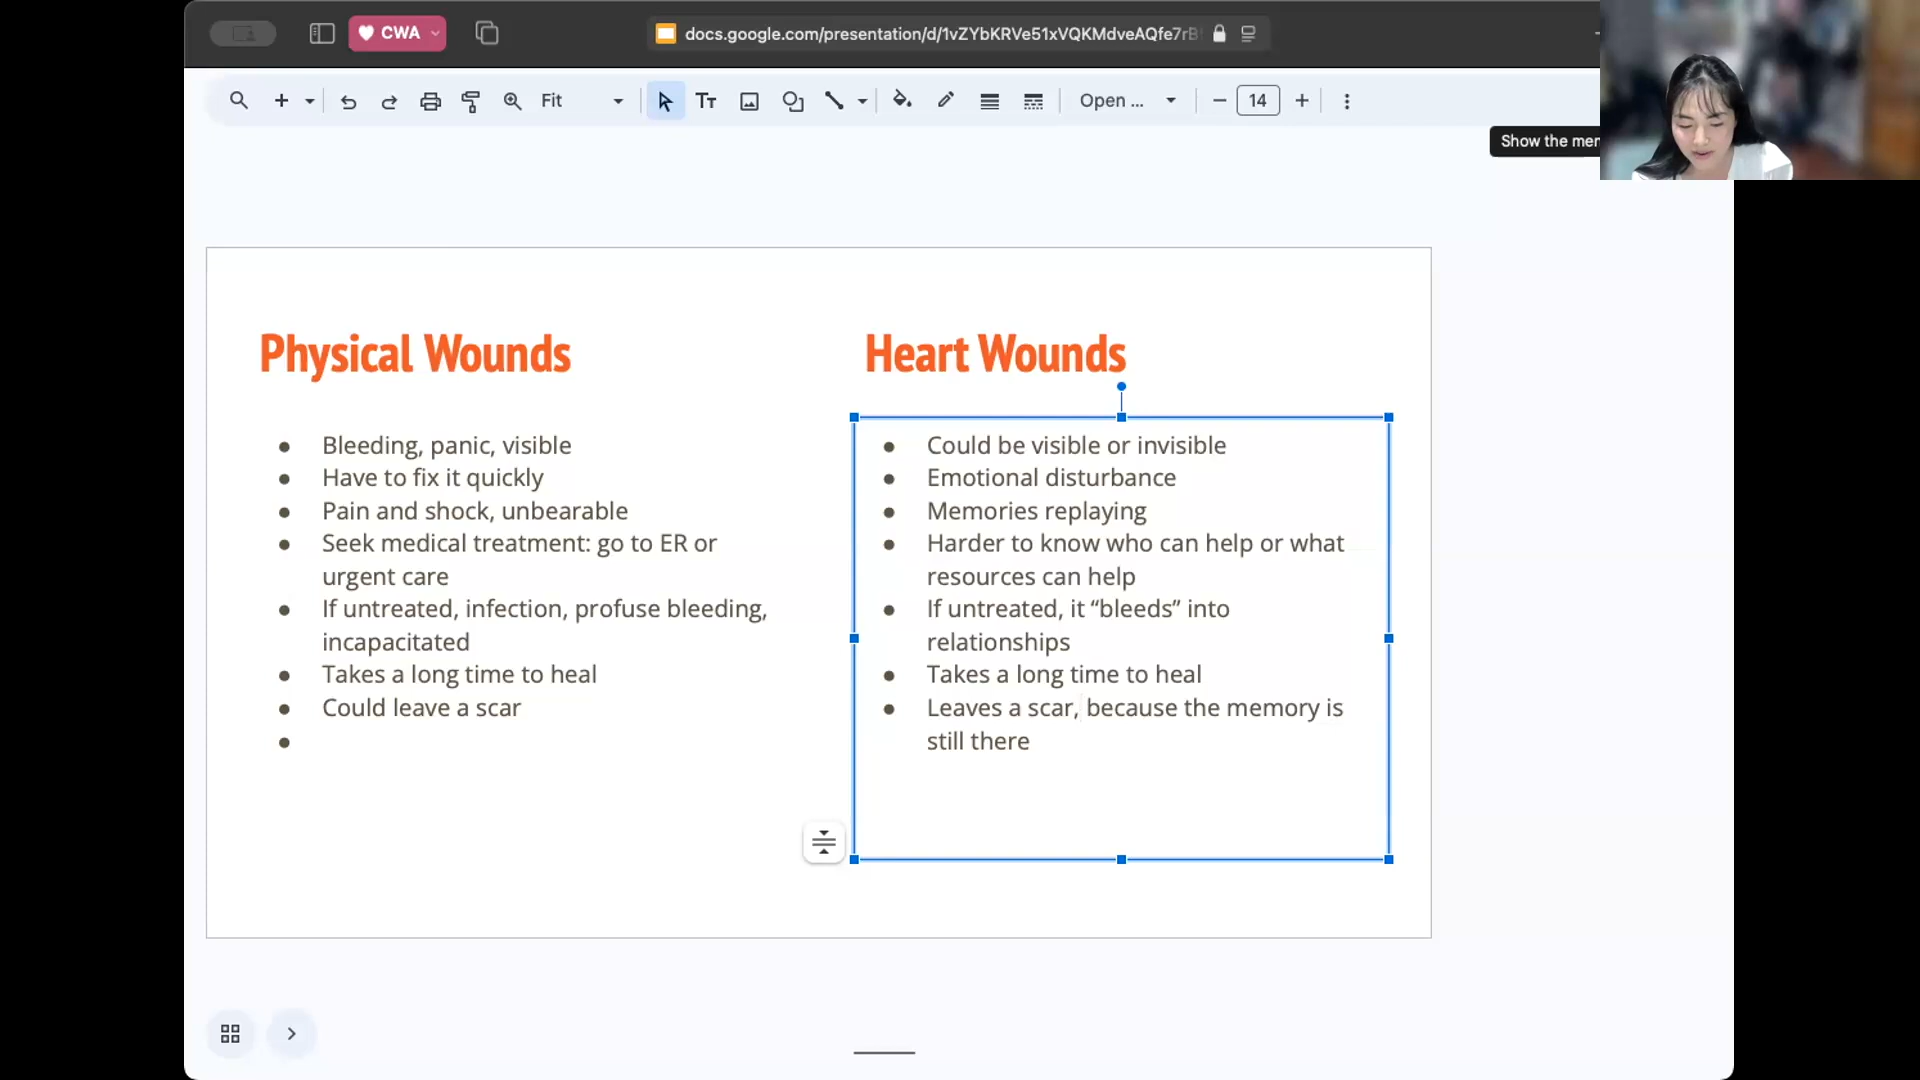 CWA
docs.google.com/presentation/d/1vZYbKRVe51xVQKMdveAQfe7rB
Fit
Open ...
14
Show the mer
Physical Wounds
● Bleeding, panic, visible
● Have to fix it quickly
● Pain and shock, unbearable
● Seek medical treatment: go to ER or
urgent care
● If untreated, infection, profuse bleeding,
incapacitated
● Takes a long time to heal
● Could leave a scar
●
Heart Wounds
● Could be visible or invisible
● Emotional disturbance
● Memories replaying
● Harder to know who can help or what
resources can help
● If untreated, it “bleeds” into
relationships
● Takes a long time to heal
● Leaves a scar, because the memory is
still there